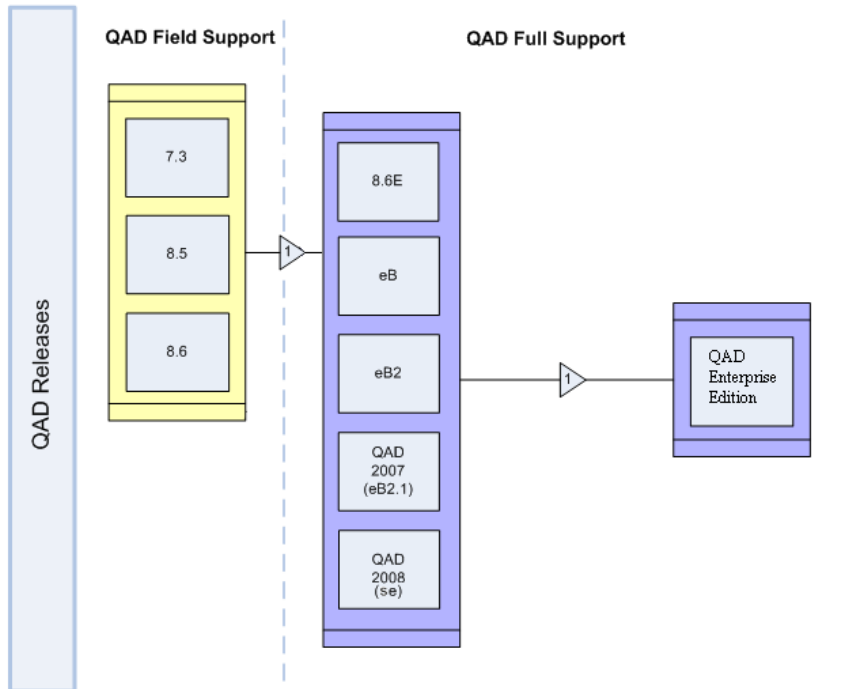 QAD Releases
QAD Field Support
7.3
8.5
8.6
1
QAD Full Support
8.6E
eB
eB2
QAD
2007
(eB2.1)
QAD
2008
(se)
1
QAD
Enterprise
Edition